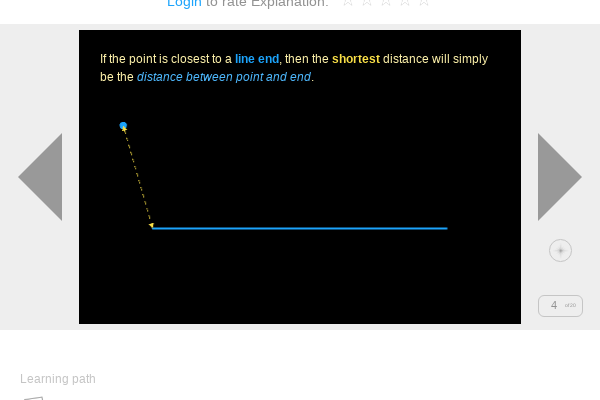 Login to rate Explanation:
If the point is closest to a line end, then the shortest distance will simply
be the distance between point and end.
4 of 20
Learning path